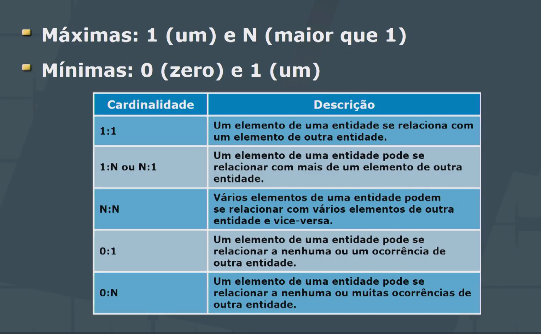 Máximas: 1 (um) e N (maior que 1)
Mínimas: 0 (zero) e 1 (um)
Cardinalidade Descrição
1:1 Um elemento de uma entidade se relaciona com
um elemento de outra entidade.
1:N ou N:1 Um elemento de uma entidade pode se
relacionar com mais de um elemento de outra
entidade.
N:N Vários elementos de uma entidade podem
se relacionar com vários elementos de outra
entidade e vice-versa.
0:1 Um elemento de uma entidade pode se
relacionar a nenhuma ou um ocorrência de
outra entidade.
0:N Um elemento de uma entidade pode se
relacionar a nenhuma ou muitas ocorrências de
outra entidade.